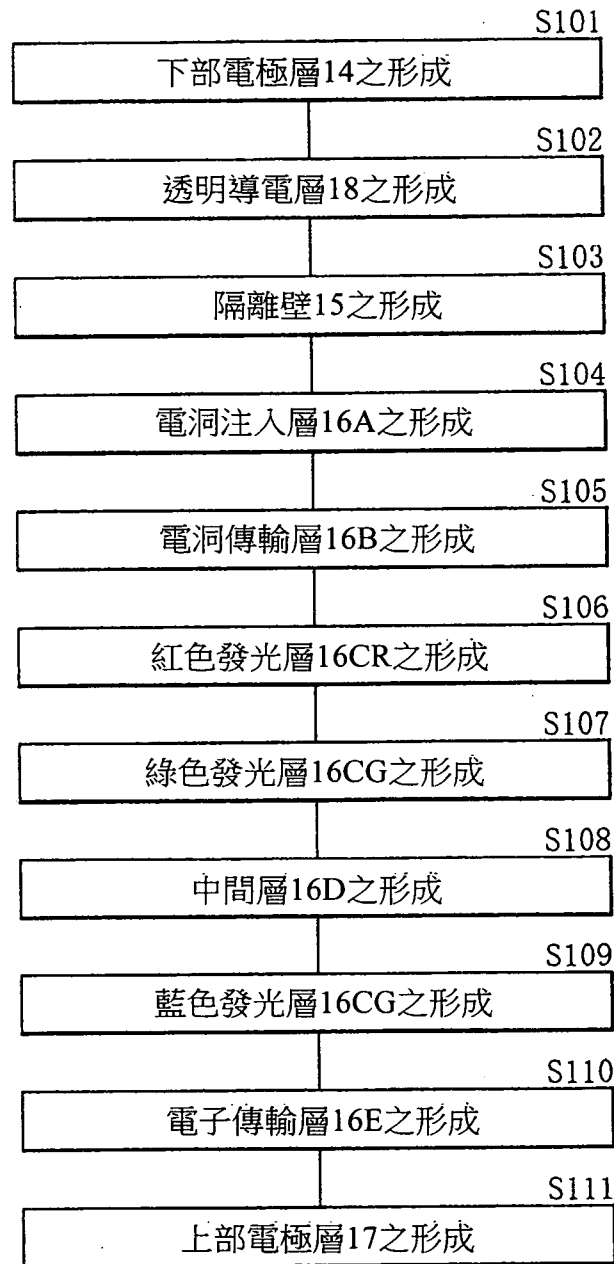 S101
下部電極層14之形成
S102
透明導電層18之形成
S103
隔離壁15之形成
S104
電洞注入層16A之形成
S105
電洞傳輸層16B之形成
S106
紅色發光層16CR之形成
S107
綠色發光層16CG之形成
S108
中間層16D之形成
S109
藍色發光層16CG之形成
S110
電子傳輸層16E之形成
S111
上部電極層17之形成